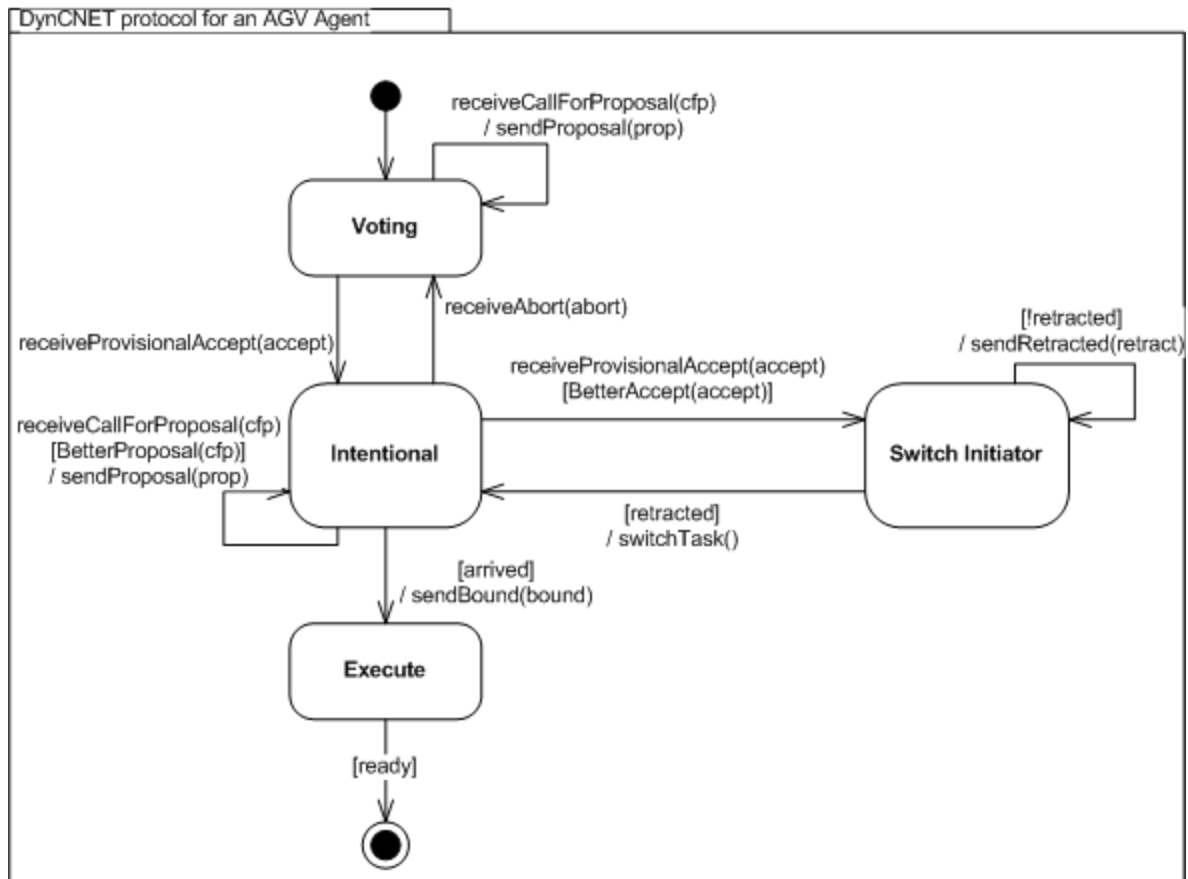 DynCNET protocol for an AGV Agent
receiveCallForProposal(cfp)
/ sendProposal(prop)
Voting
receiveAbort(abort)
receiveProvisionalAccept(accept)
[!retracted]
/ sendRetracted(retract)
receiveProvisionalAccept(accept)
[BetterAccept(accept)]
receiveCallForProposal(cfp)
[BetterProposal(cfp)]
/ sendProposal(prop)
Intentional
Switch Initiator
[retracted]
/ switchTask()
[arrived]
/ sendBound(bound)
Execute
[ready]